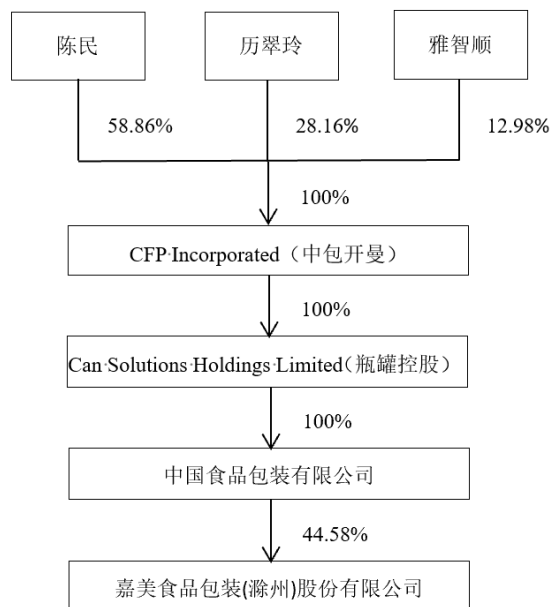 陈民
历翠玲
雅智顺
58.86%
28.16%
12.98%
100%
CFP Incorporated（中包开曼）
100%
Can Solutions Holdings Limited（瓶罐控股）
100%
中国食品包装有限公司
44.58%
嘉美食品包装(滁州)股份有限公司